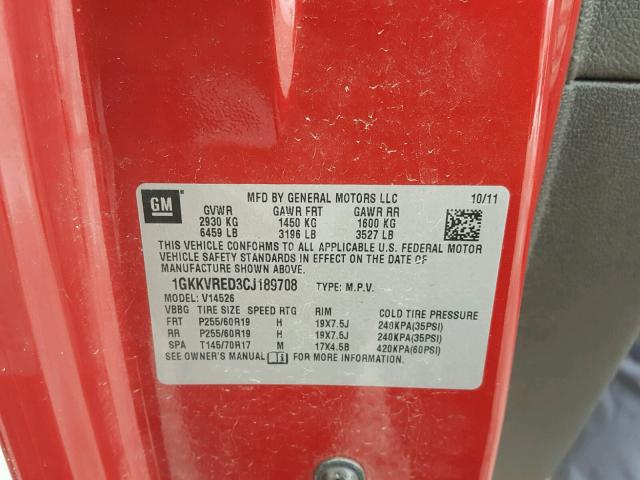 GM
MFD BY GENERAL MOTORS LLC 10/11
GVWR GAWR FRT GAWR RR
2930 KG 1450 KG 1600 KG
6459 LB 3196 LB 3527 LB
THIS VEHICLE CONFORMS TO ALL APPLICABLE U.S. FEDERAL MOTOR
VEHICLE SAFETY STANDARDS IN EFFECT ON THE DATE OF
MANUFACTURE SHOWN ABOVE.
1GKKVRED3CJ189708 TYPE: M.P.V.
MODEL: V14526
VBBG TIRE SIZE SPEED RTG RIM COLD TIRE PRESSURE
FRT P255/60R19 H 19X7.5J 240KPA(35PSI)
RR P255/60R19 H 19X7.5J 240KPA(35PSI)
SPA T145/70R17 M 17X4.5B 420KPA(60PSI)
SEE OWNER'S MANUAL FOR MORE INFORMATION.